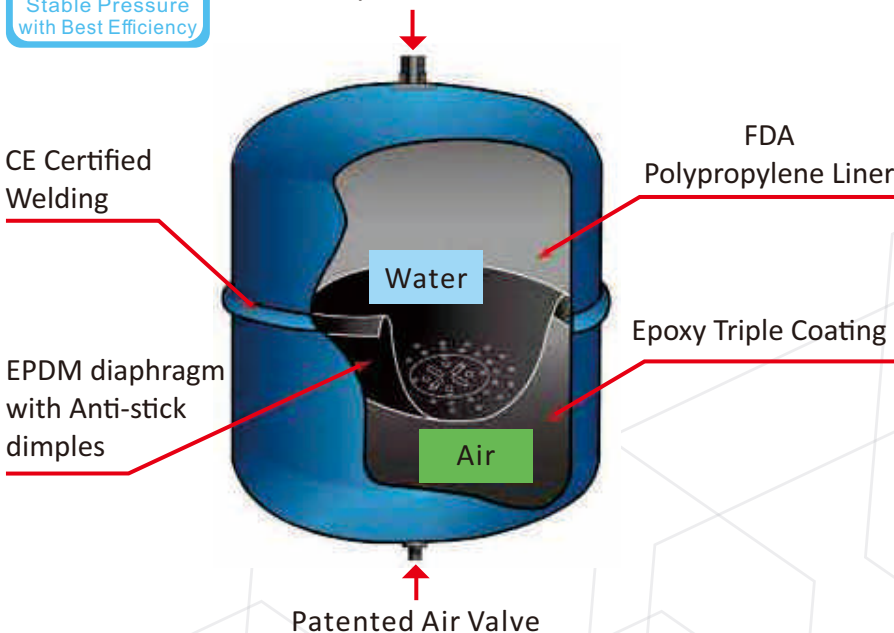 Stable Pressure
with Best Efficiency
CE Certified
Welding
FDA
Polypropylene Liner
Water
Epoxy Triple Coating
EPDM diaphragm
with Anti-stick
dimples
Air
Patented Air Valve